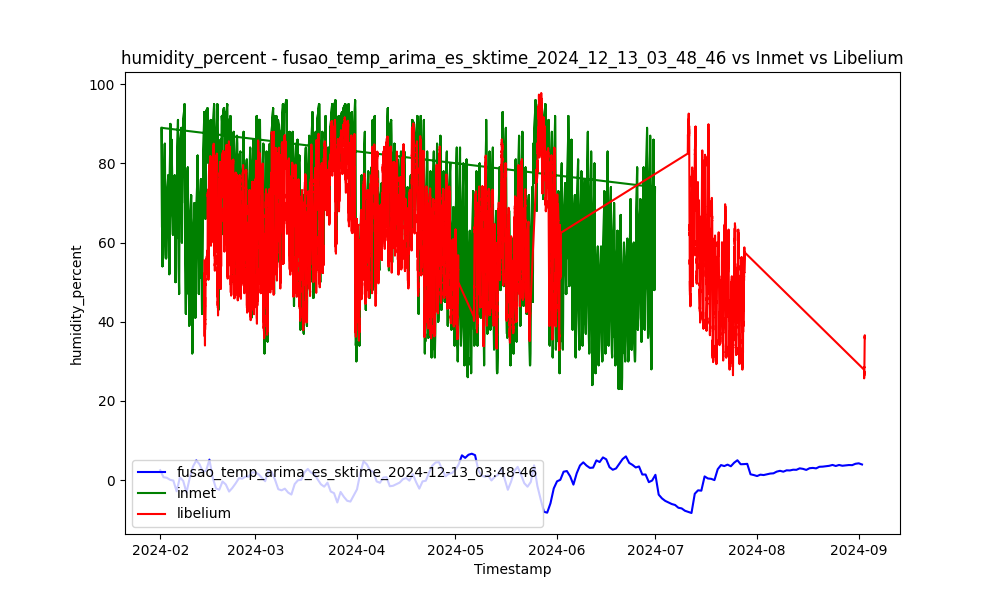 humidity_percent - fusao_temp_arima_es_sktime_2024_12_13_03_48_46 vs Inmet vs Libelium
100
80
60
40
20
0
humidity_percent
fusao_temp_arima_es_sktime_2024-12-13_03:48:46
inmet
libelium
2024-02 2024-03 2024-04 2024-05 2024-06 2024-07 2024-08 2024-09
Timestamp